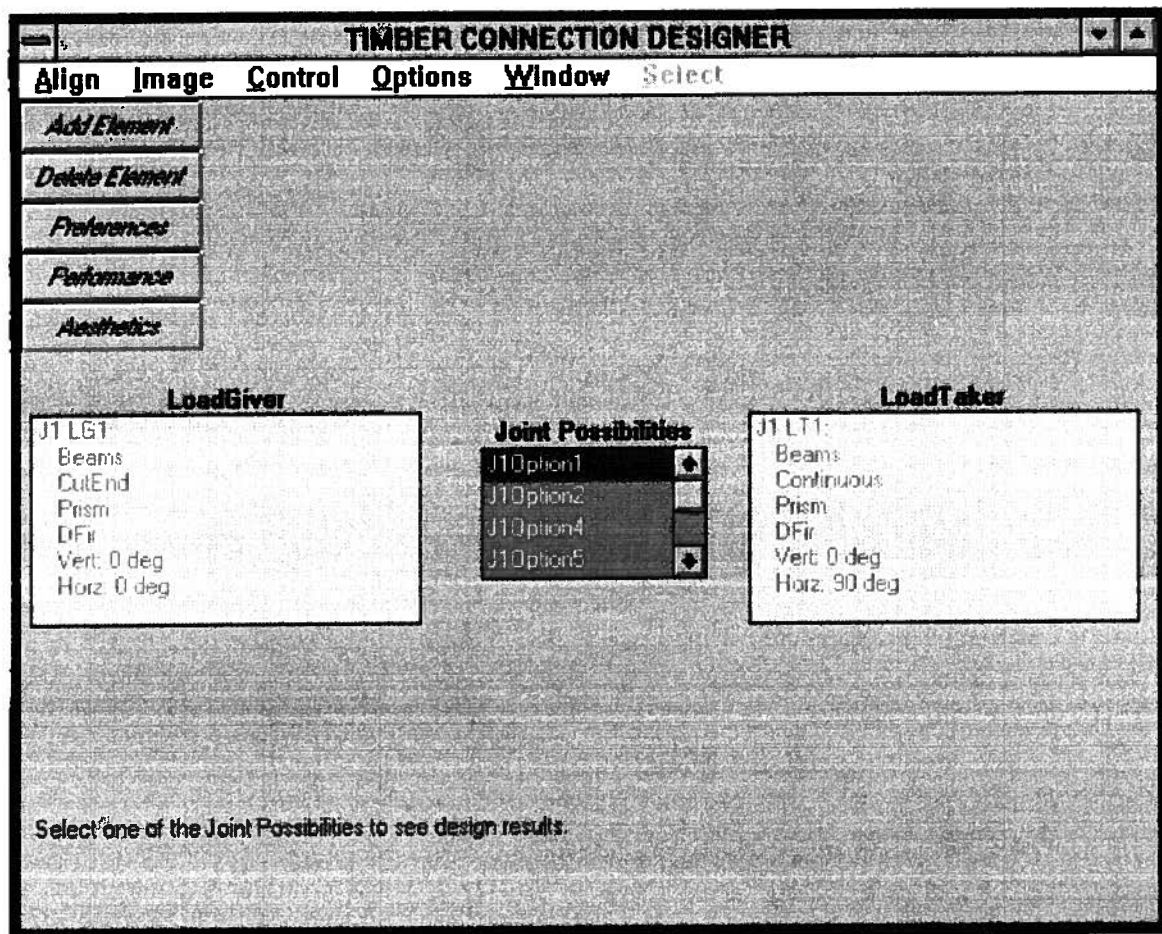 TIMBER CONNECTION DESIGNER
Align Image Control Options Window Select
Add Element
Delete Element
Preferences
Performance
Aesthetics
LoadGiver
J1 LG1:
Beams
CutEnd
Prism
DFir
Vert: 0 deg
Horz: 0 deg
Joint Possibilities
J1Option1
J1Option2
J1Option4
J1Option5
LoadTaker
J1 LT1:
Beams
Continuous
Prism
DFir
Vert: 0 deg
Horz: 90 deg
Select one of the Joint Possibilities to see design results.